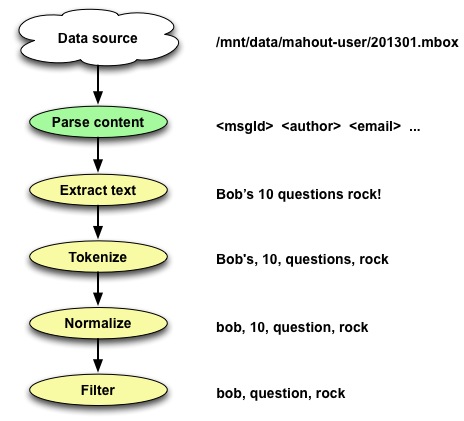 Data source /mnt/data/mahout-user/201301.mbox
Parse content <msgId> <author> <email> ...
Extract text Bob’s 10 questions rock!
Tokenize Bob's, 10, questions, rock
Normalize bob, 10, question, rock
Filter bob, question, rock